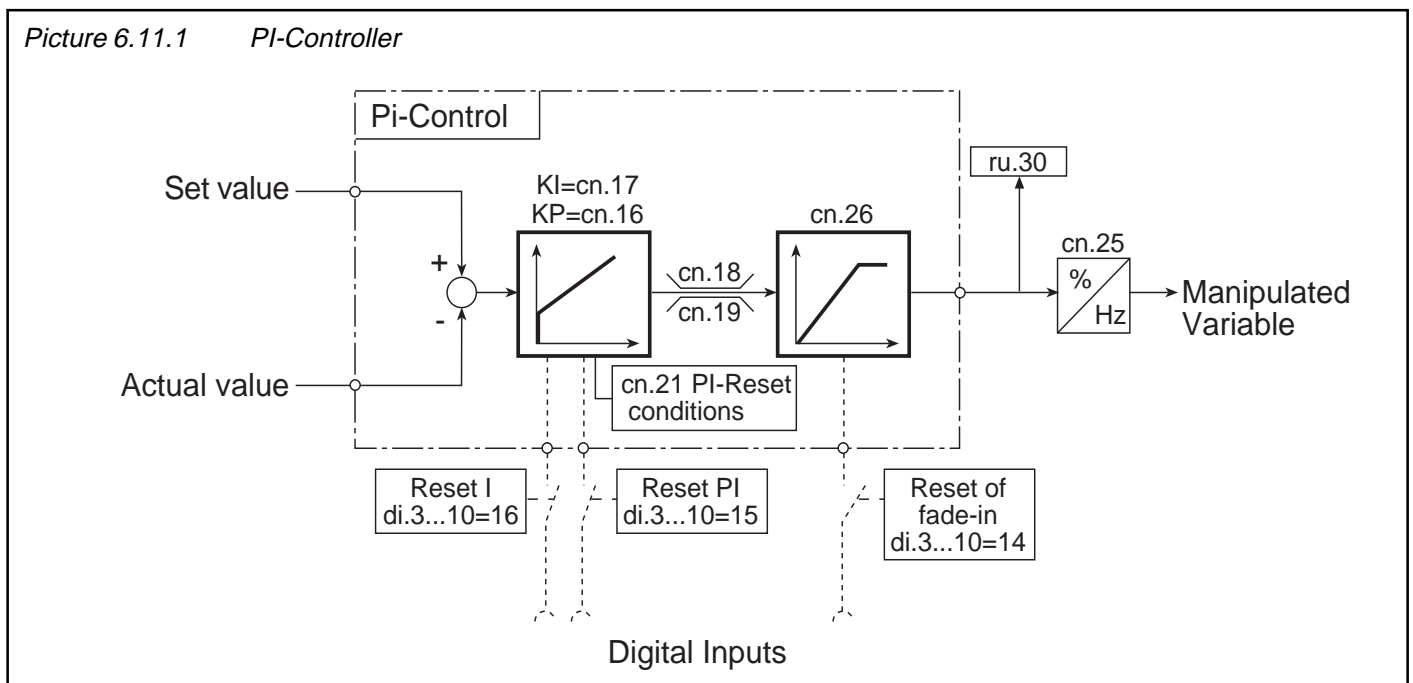 Picture 6.11.1 PI-Controller
Pi-Control
ru.30
Set value
KI=cn.17
KP=cn.16
cn.26
cn.25
+
cn.18
%
cn.19
Hz
Manipulated
Variable
-
Actual value
cn.21 PI-Reset
conditions
Reset I
di.3...10=16
Reset PI
di.3...10=15
Reset of
fade-in
di.3...10=14
Digital Inputs